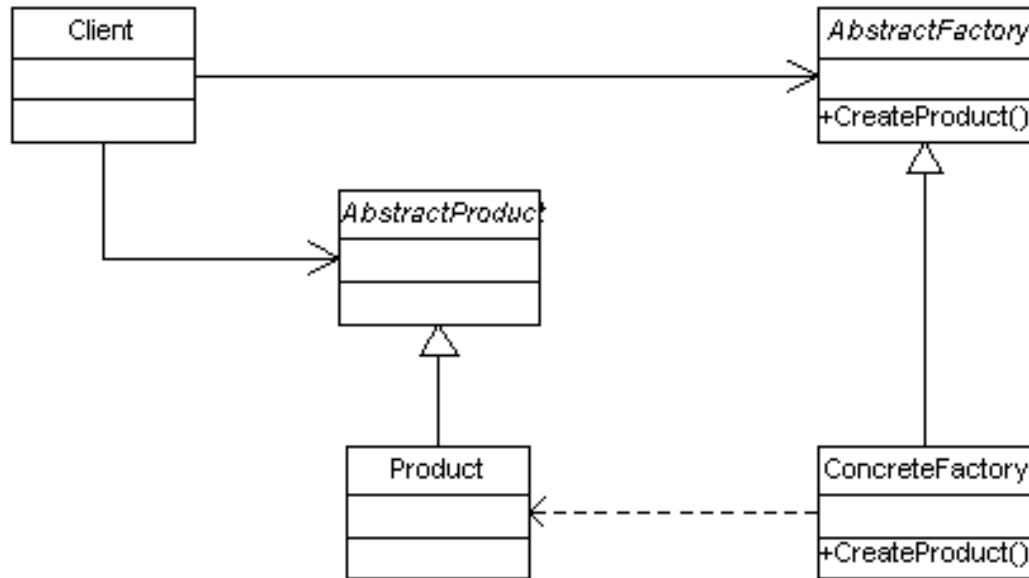 Client
AbstractFactory
+CreateProduct()
AbstractProduct
Product
ConcreteFactory
+CreateProduct()